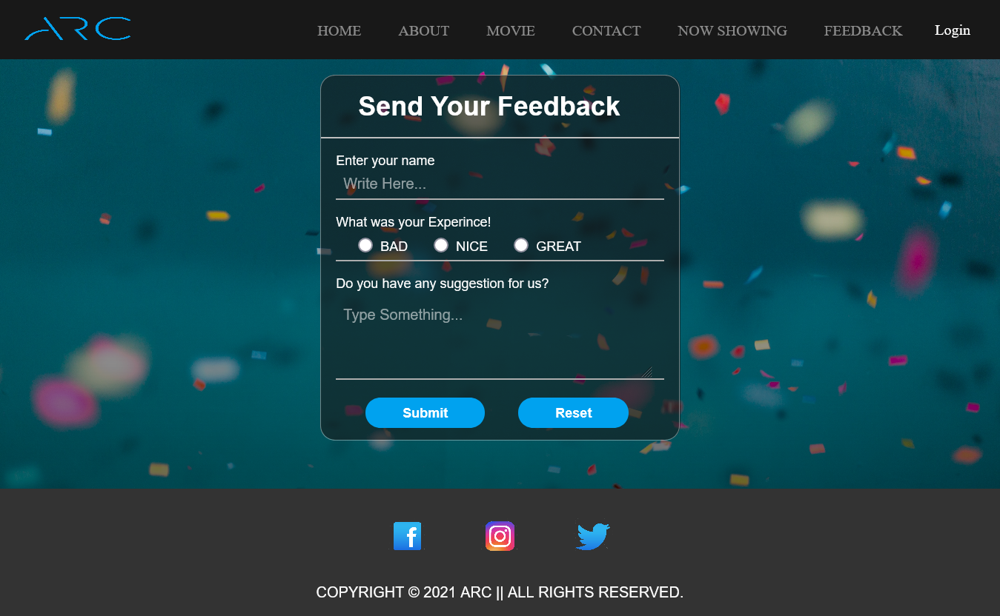 ARC
HOME ABOUT MOVIE CONTACT NOW SHOWING FEEDBACK Login
Send Your Feedback
Enter your name
Write Here...
What was your Experince!
BAD NICE GREAT
Do you have any suggestion for us?
Type Something...
Submit Reset
COPYRIGHT © 2021 ARC || ALL RIGHTS RESERVED.